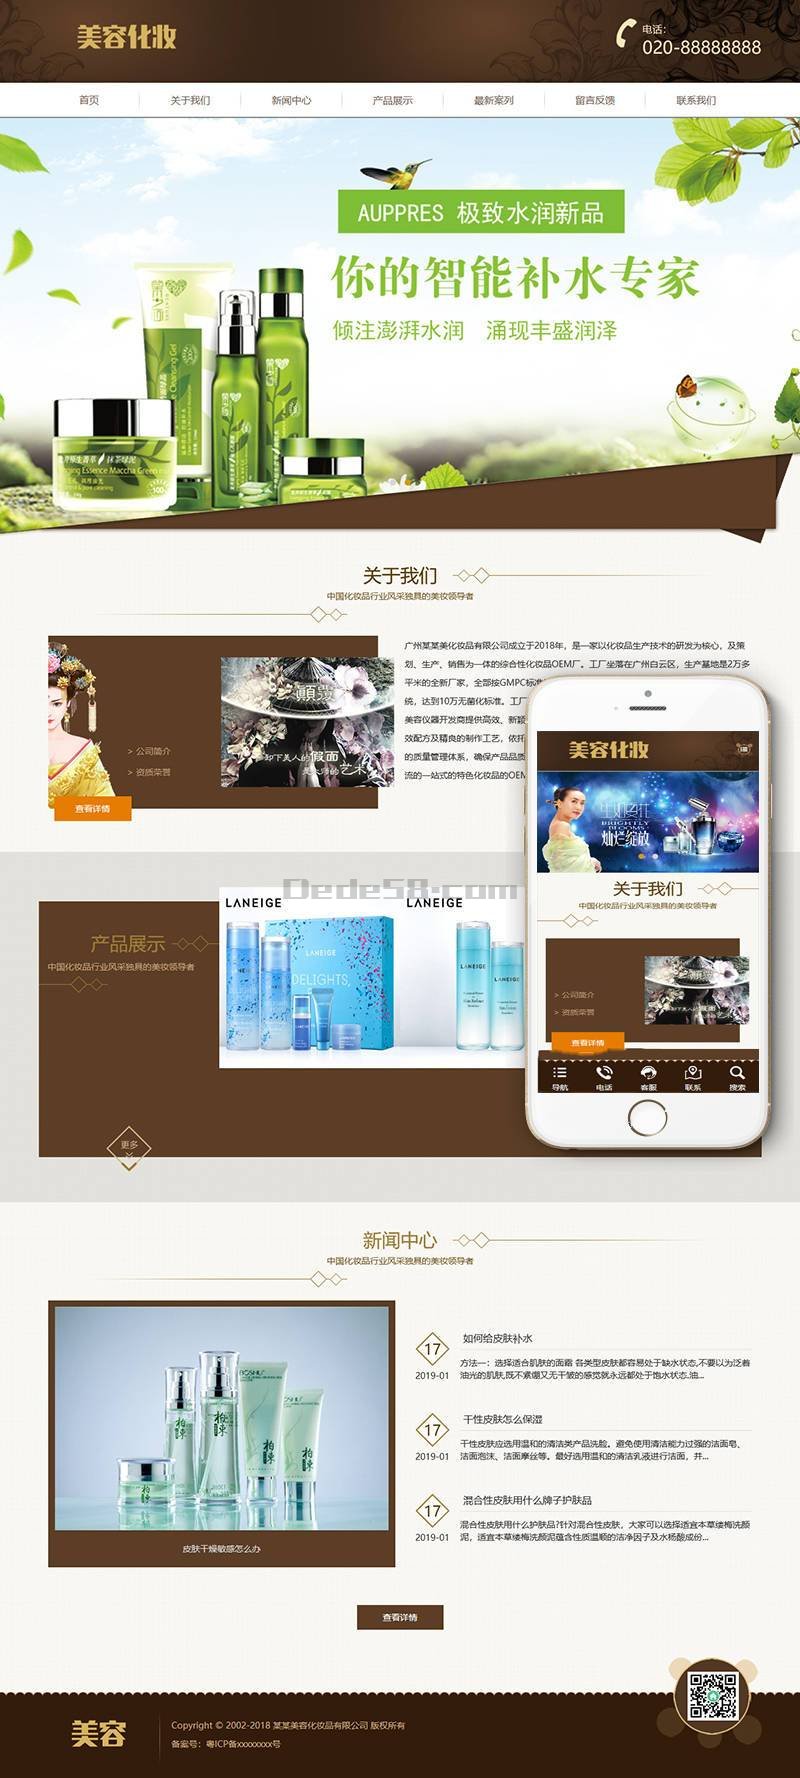 美容化妆
电话：
020-88888888
首页
关于我们
新闻中心
产品展示
最新案列
留言反馈
联系我们
AUPPRES 极致水润新品
你的智能补水专家
倾注澎湃水润 涌现丰盛润泽
100
关于我们
中国化妆品行业风采独具的美妆领导者
广州某某美化妆品有限公司成立于2018年，是一家以化妆品生产技术的研发为核心，及策
划、生产、销售为一体的综合性化妆品OEM厂。工厂坐落在广州白云区，生产基地是2万多
平米的全新厂家，全部按GMPC标准
统，达到10万无菌化标准。工厂
美容仪器开发商提供高效、新颖
效配方及精良的制作工艺，依托
的质量管理体系，确保产品品质
流的一站式的特色化妆品的OEM
> 公司简介
> 资质荣誉
颠覆
卸下美人的假面
艺术
查看详情
美容化妆
灿烂绽放
BRIGHTLY
BLOOMS
关于我们
中国化妆品行业风采独具的美妆领导者
> 公司简介
> 资质荣誉
查看详情
导航
电话
客服
联系
搜索
Dede58.com
产品展示
中国化妆品行业风采独具的美妆领导者
LANEIGE
LANEIGE
LANEIGE
DELIGHTS,
LANEIGE
LANEIGE
更多
新闻中心
中国化妆品行业风采独具的美妆领导者
BOSHU
柏束
皮肤干燥敏感怎么办
17
2019-01
如何给皮肤补水
方法一：选择适合肌肤的面霜 各类型皮肤都容易处于缺水状态,不要以为泛着
油光的肌肤,既不紧绷又无干皱的感觉就永远都处于饱水状态.油...
17
2019-01
干性皮肤怎么保湿
干性皮肤应选用温和的清洁类产品洗脸。避免使用清洁能力过强的洁面皂、
洁面泡沫、洁面摩丝等。最好选用温和的清洁乳液进行洁面，并...
17
2019-01
混合性皮肤用什么牌子护肤品
混合性皮肤用什么护肤品?针对混合性皮肤，大家可以选择适宜本草缕梅洗颜
泥，适宜本草缕梅洗颜泥蕴含性质温顺的洁净因子及水杨酸成份...
查看详情
美容
Copyright © 2002-2018 某某美容化妆品有限公司 版权所有
备案号：粤ICP备xxxxxxxx号